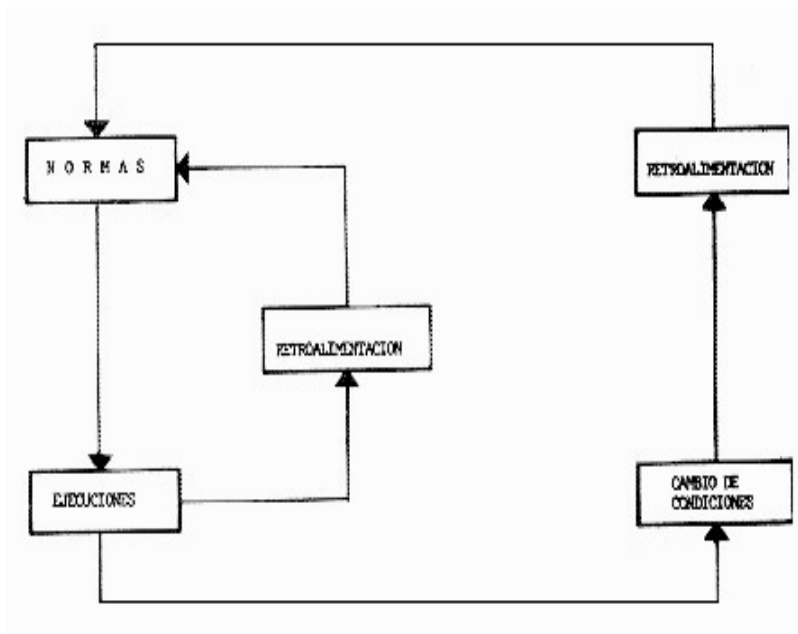 NORMAS
RETROALIMENTACION
RETROALIMENTACION
EJECUCIONES
CAMBIO DE
CONDICIONES